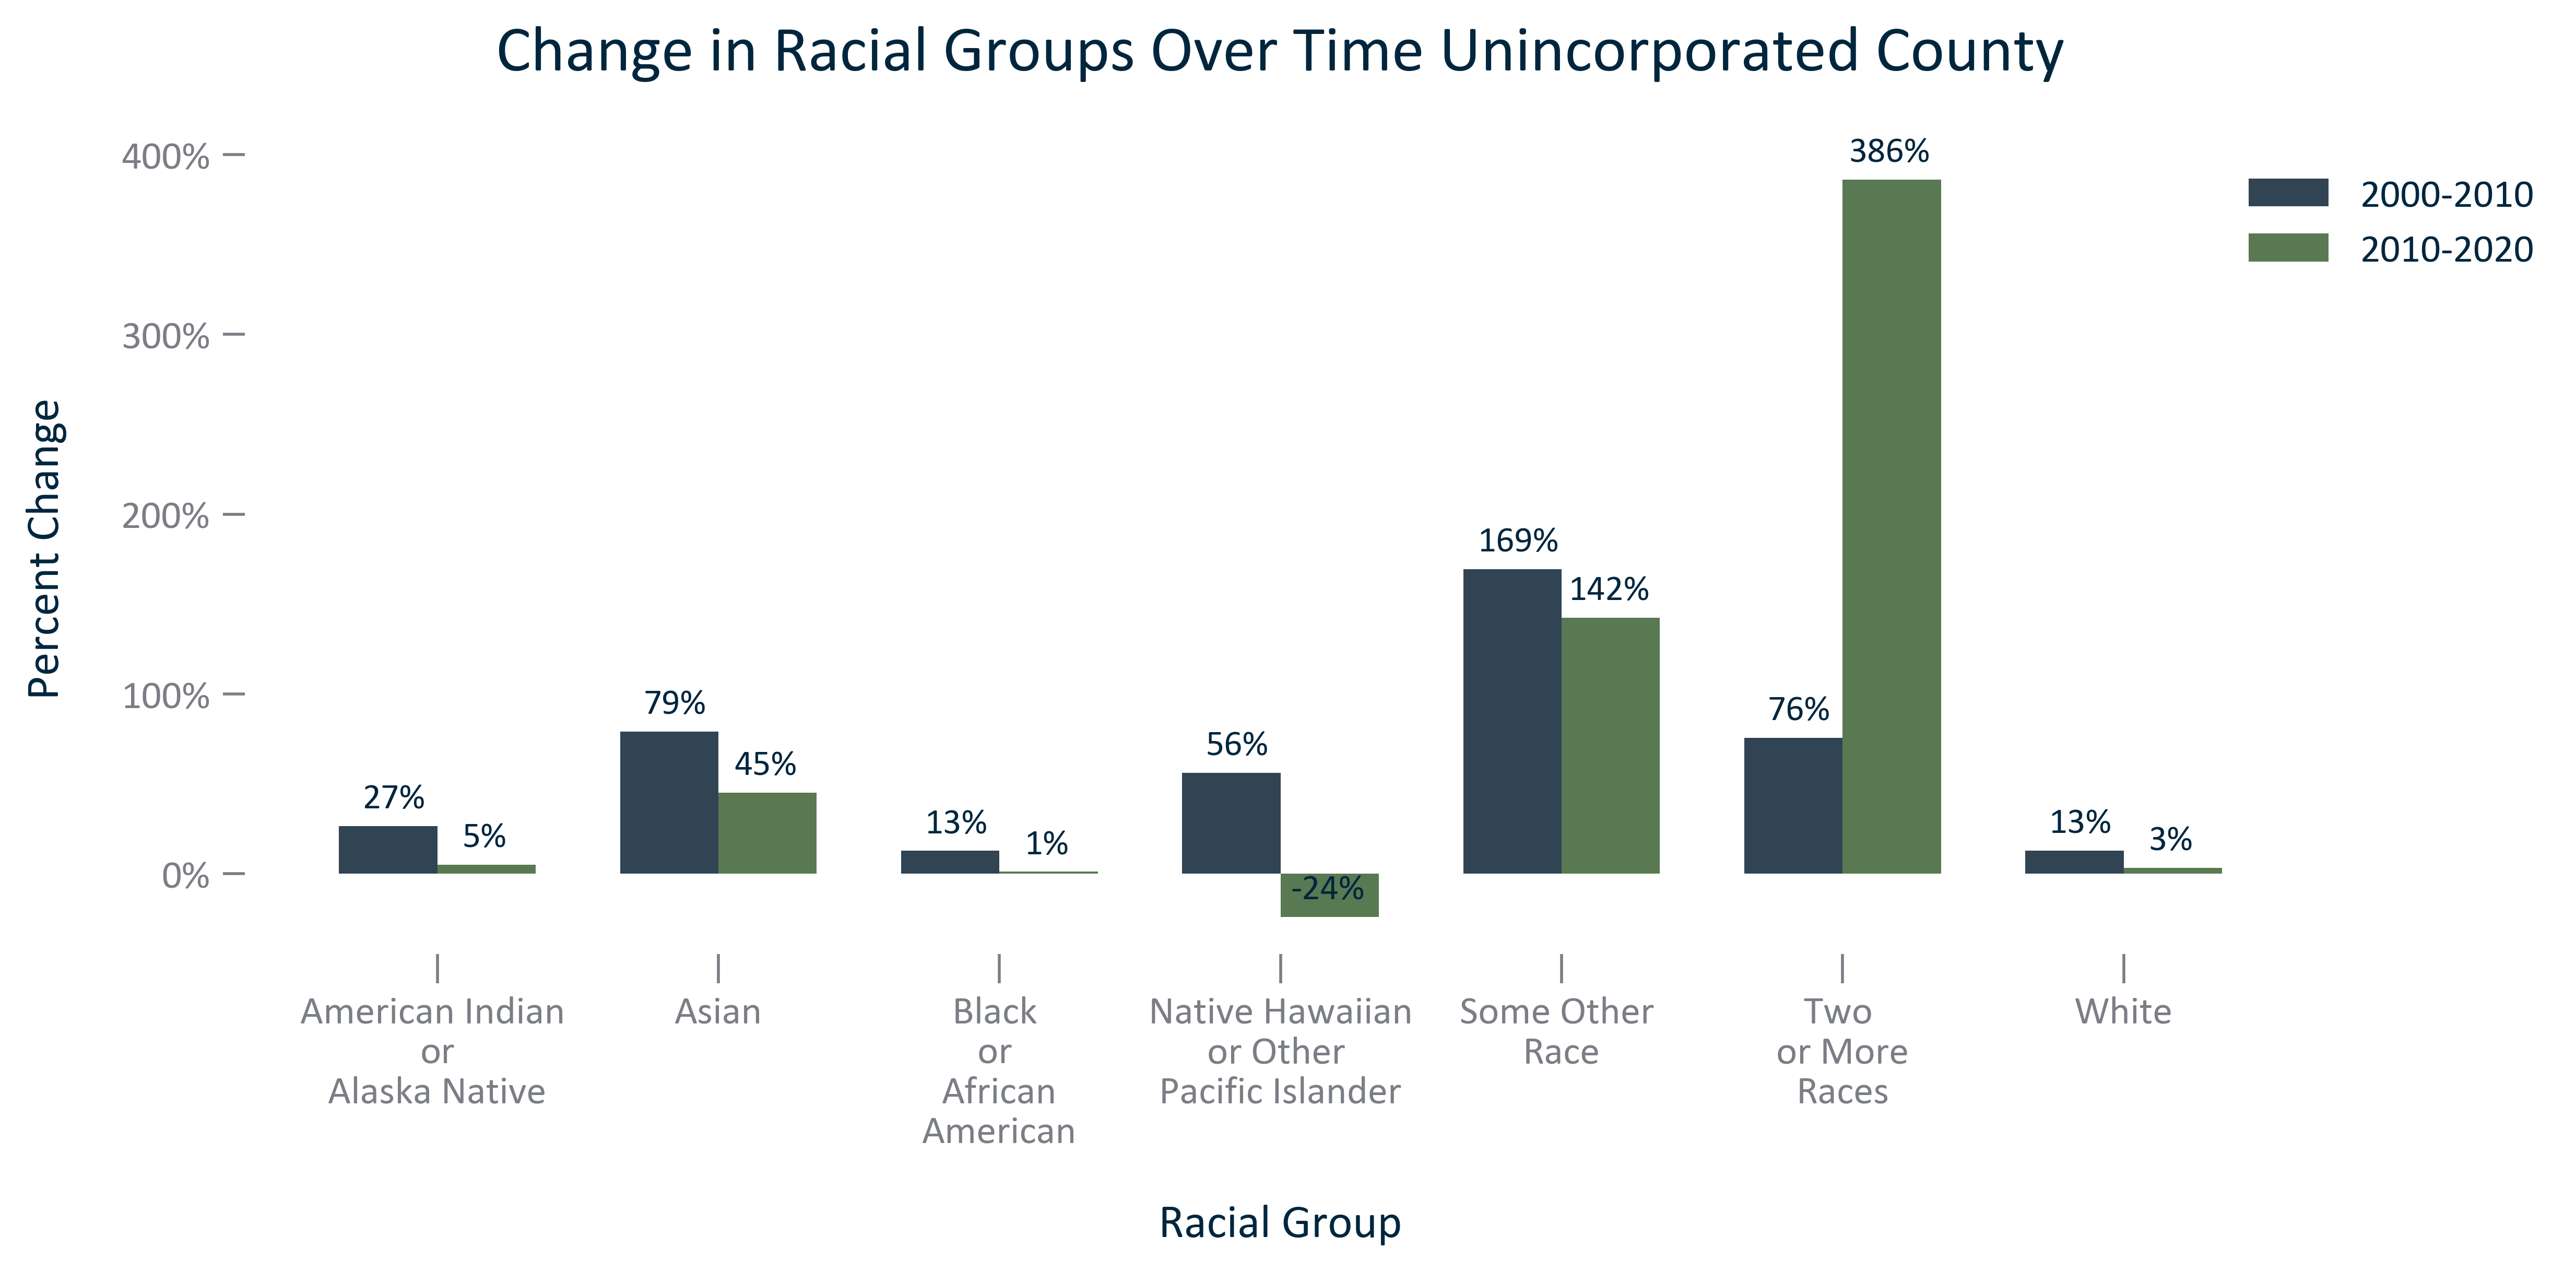 Change in Racial Groups Over Time Unincorporated County
400%
300%
200%
100%
0%
Percent Change
386%
2000-2010
2010-2020
169%
142%
79%
45%
76%
56%
27%
5%
13%
1%
-24%
13%
3%
American Indian
or
Alaska Native
Asian
Black
or
African
American
Native Hawaiian
or Other
Pacific Islander
Some Other
Race
Two
or More
Races
White
Racial Group